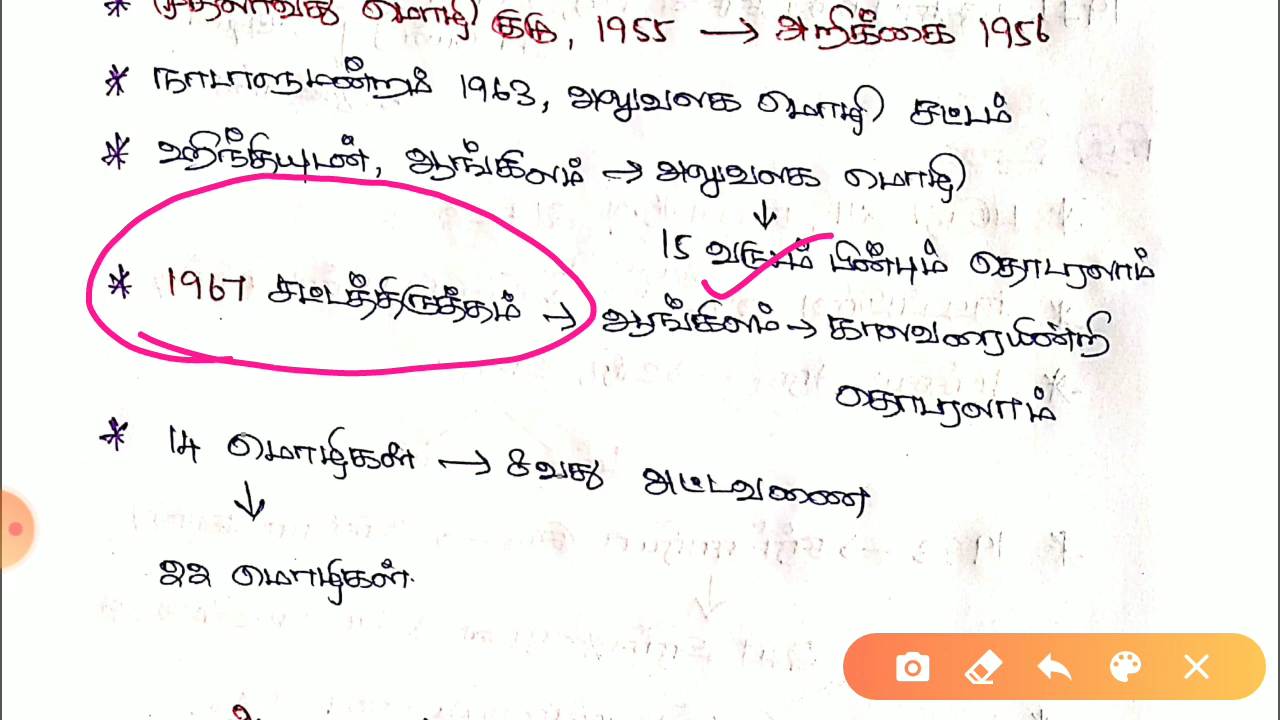 * முதலாவது மொழி குழு, 1955 → அறிக்கை 1956
* நாடாளுமன்றம் 1963, அலுவலக மொழி சட்டம்
* ஹிந்தியுடன், ஆங்கிலம் → அலுவலக மொழி
↓
15 வருடம் பின்பும் தொடரலாம்
* 1967 சட்டத்திருத்தம் → ஆங்கிலம் → காலவரையின்றி
தொடரலாம்
* 14 மொழிகள் → 8வது அட்டவணை
↓
22 மொழிகள்.